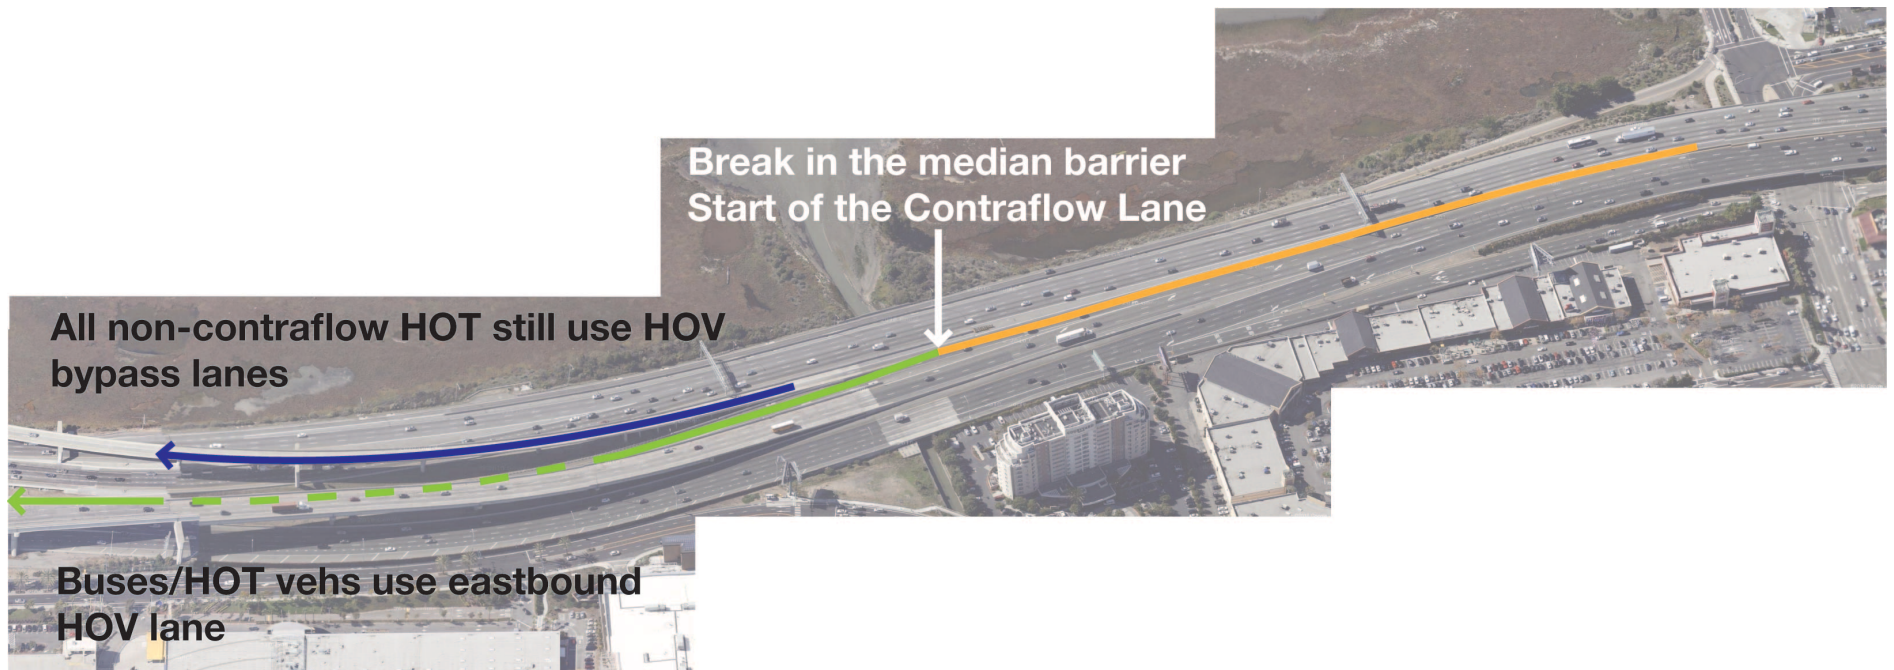 Break in the median barrier
Start of the Contraflow Lane
All non-contraflow HOT still use HOV
bypass lanes
Buses/HOT vehs use eastbound
HOV lane